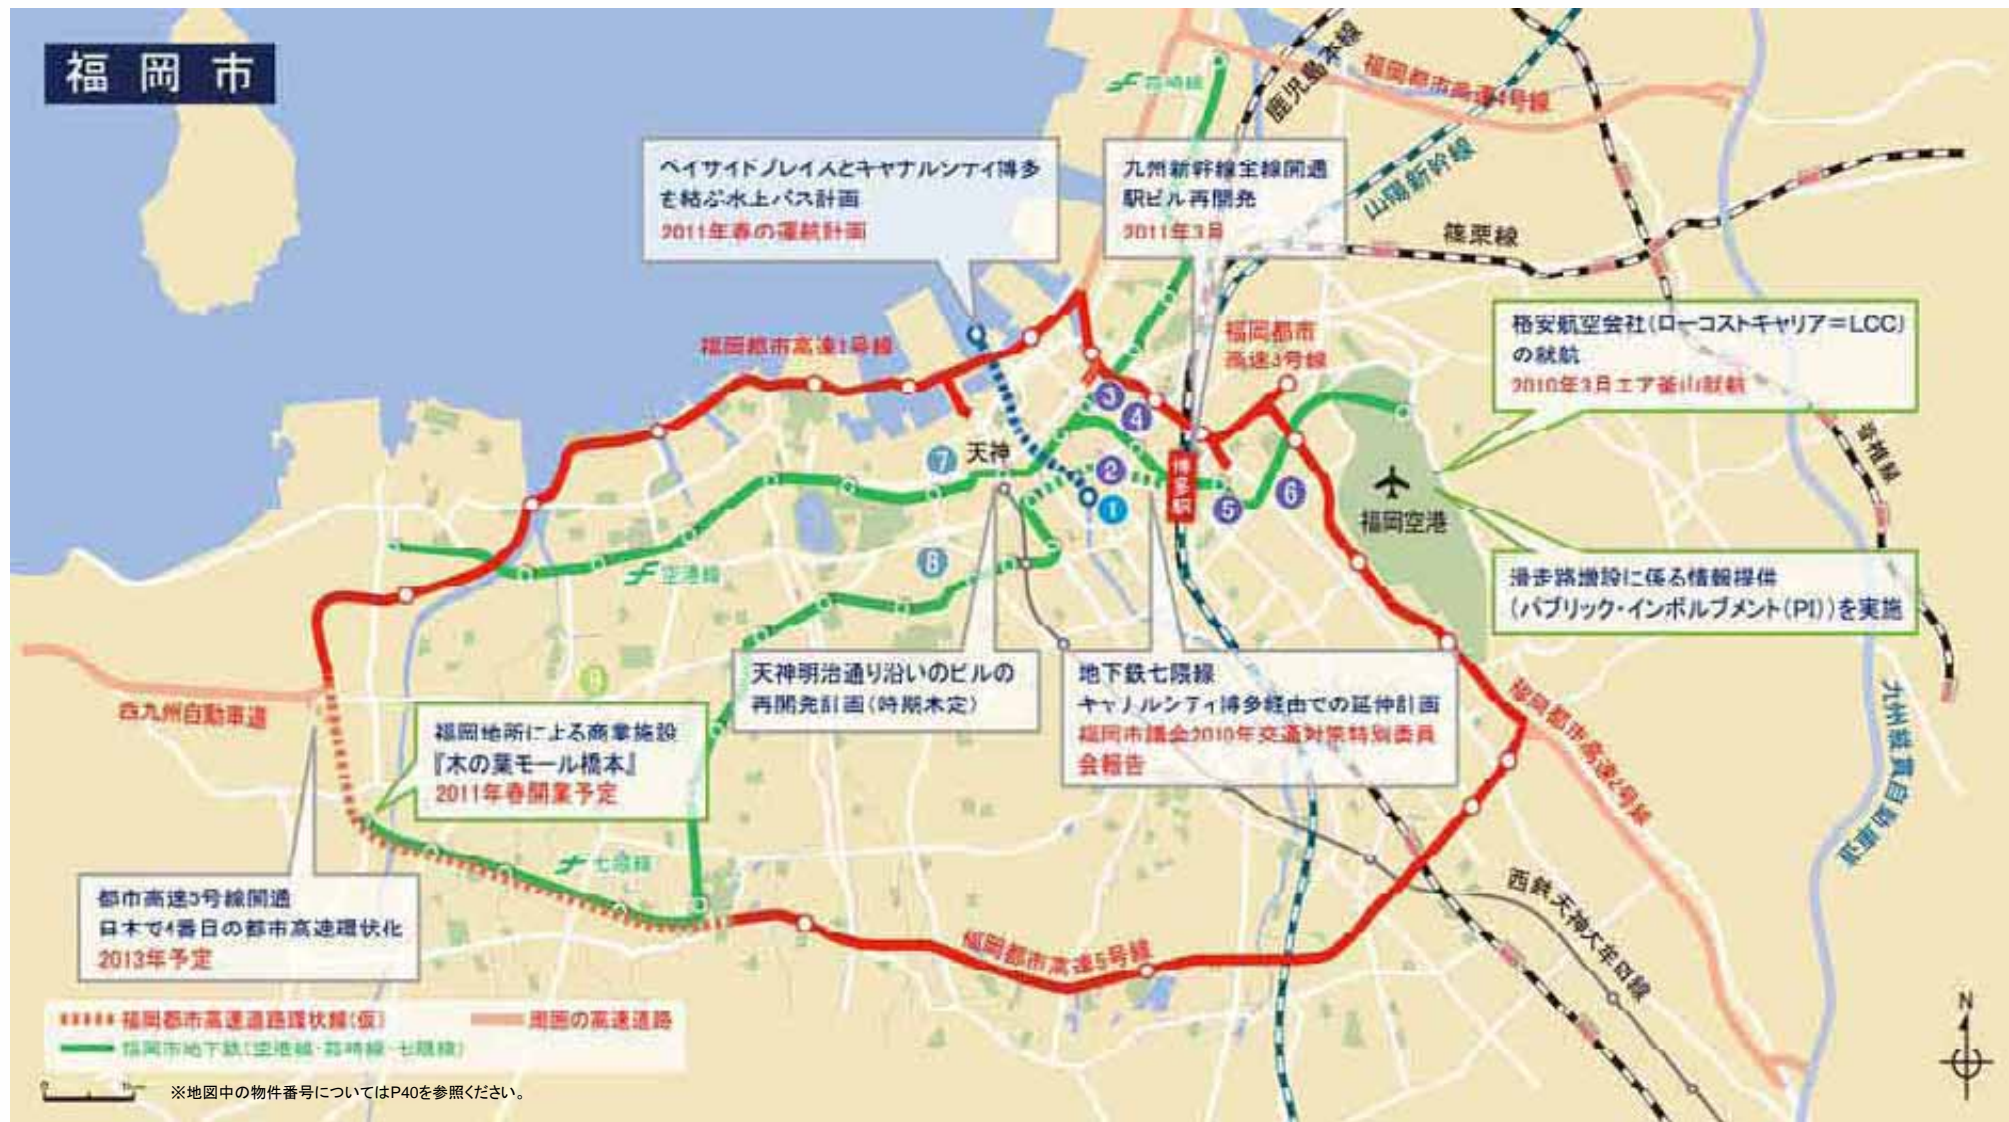 福岡市
箱崎線
鹿児島本線
福岡都市高速4号線
山陽新幹線
篠栗線
ベイサイドプレイスとキャナルシティ博多
を結ぶ水上バス計画
2011年春の運航計画
九州新幹線全線開通
駅ビル再開発
2011年3月
福岡都市高速1号線
福岡都市
高速3号線
格安航空会社(ローコストキャリア=LCC)
の就航
2010年3月エア釜山就航
香椎線
3
4
7
天神
2
1
博多駅
5
6
福岡空港
8
空港線
滑走路増設に係る情報提供
(パブリック・インボルブメント(PI))を実施
天神明治通り沿いのビルの
再開発計画(時期未定)
地下鉄七隈線
キャナルシティ博多経由での延伸計画
福岡市議会2010年交通対策特別委員
会報告
西九州自動車道
9
福岡地所による商業施設
『木の葉モール橋本』
2011年春開業予定
福岡都市高速2号線
九州縦貫自動車道
七隈線
都市高速5号線開通
日本で4番目の都市高速環状化
2013年予定
福岡都市高速5号線
西鉄天神大牟田線
福岡都市高速道路環状線(仮)
周囲の高速道路
福岡市地下鉄(空港線・箱崎線・七隈線)
N
0
※地図中の物件番号についてはP40を参照ください。